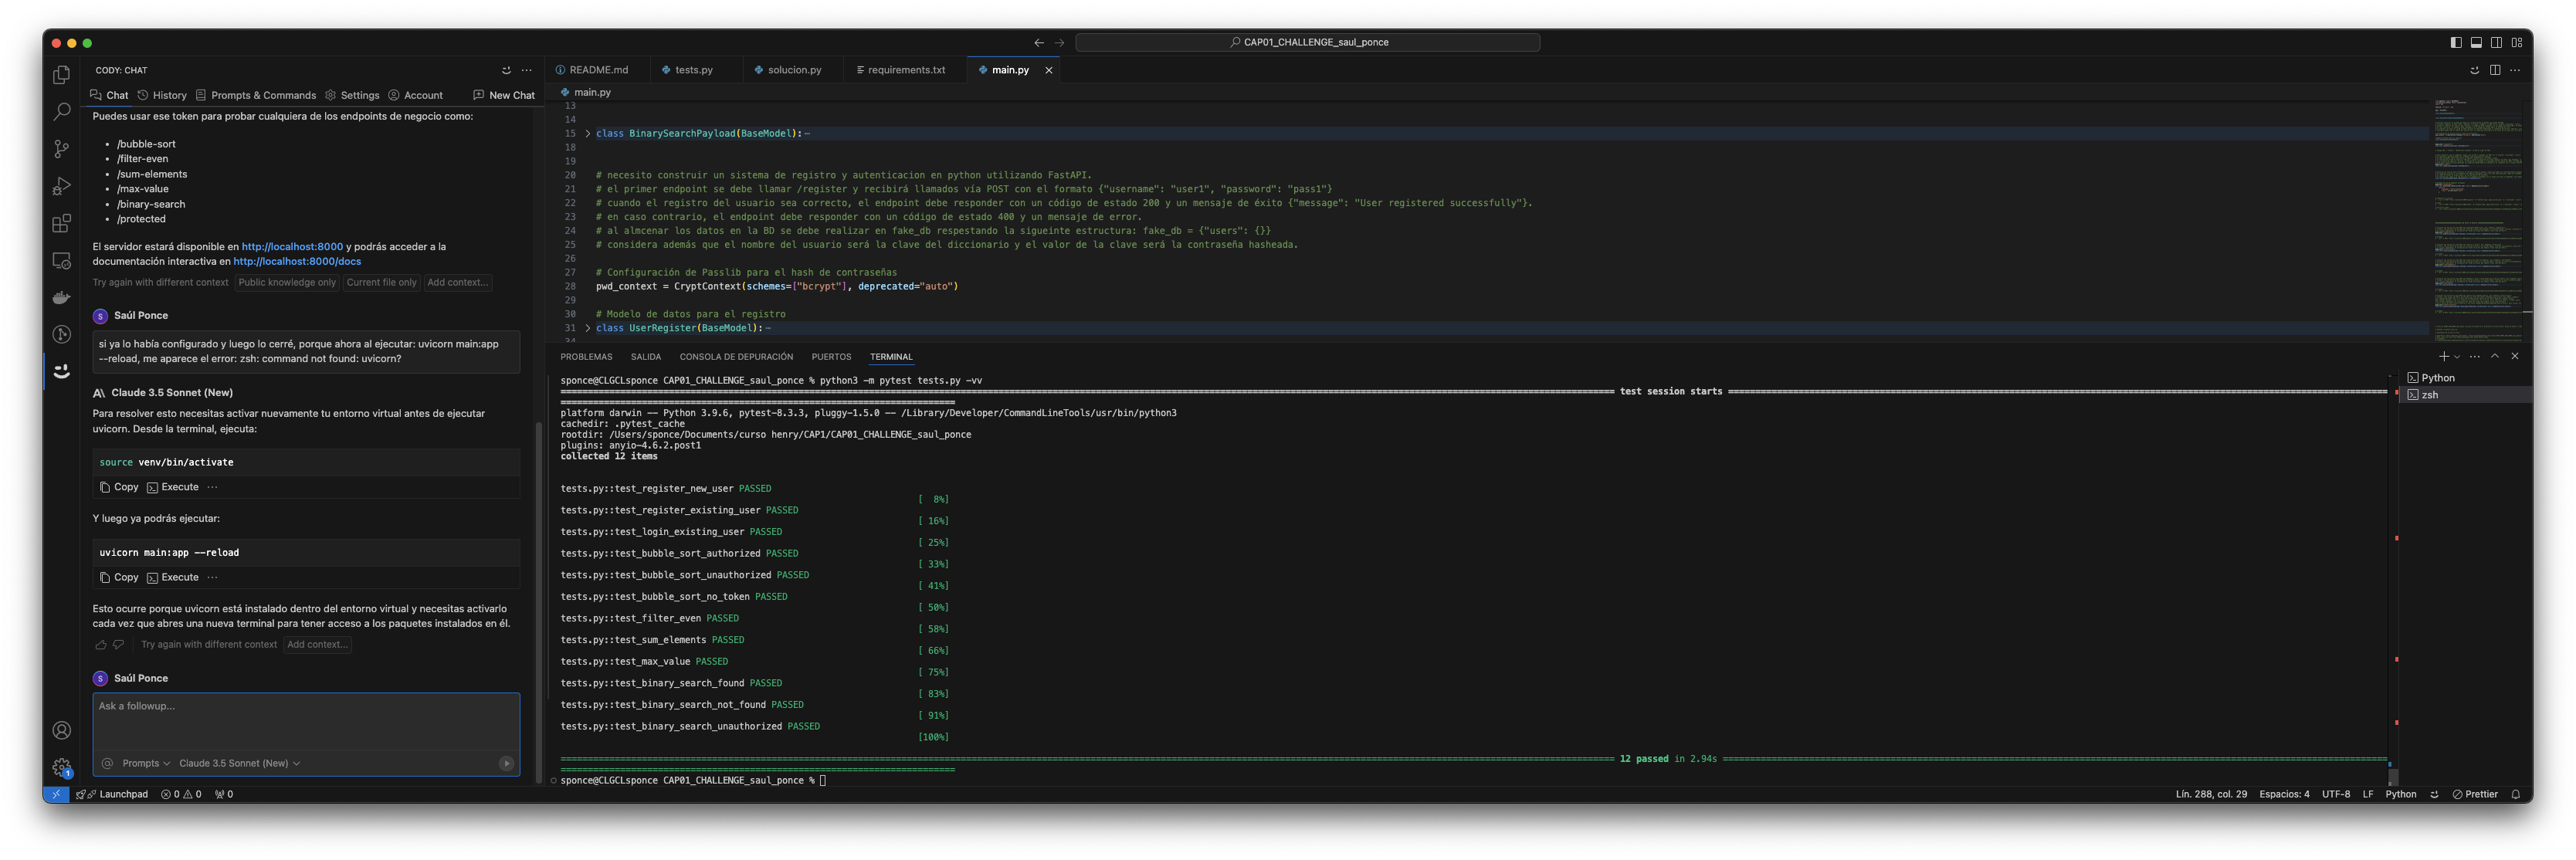 CAP01_CHALLENGE_saul_ponce
CODY: CHAT
Chat History Prompts & Commands Settings Account New Chat
Puedes usar ese token para probar cualquiera de los endpoints de negocio como:
• /bubble-sort
• /filter-even
• /sum-elements
• /max-value
• /binary-search
• /protected
El servidor estará disponible en http://localhost:8000 y podrás acceder a la
documentación interactiva en http://localhost:8000/docs
Try again with different context Public knowledge only Current file only Add context...
S Saúl Ponce
si ya lo había configurado y luego lo cerré, porque ahora al ejecutar: uvicorn main:app
--reload, me aparece el error: zsh: command not found: uvicorn?
Claude 3.5 Sonnet (New)
Para resolver esto necesitas activar nuevamente tu entorno virtual antes de ejecutar
uvicorn. Desde la terminal, ejecuta:
source venv/bin/activate
Copy Execute ...
Y luego ya podrás ejecutar:
uvicorn main:app --reload
Copy Execute ...
Esto ocurre porque uvicorn está instalado dentro del entorno virtual y necesitas activarlo
cada vez que abres una nueva terminal para tener acceso a los paquetes instalados en él.
Try again with different context Add context...
S Saúl Ponce
Ask a followup...
@ Prompts Claude 3.5 Sonnet (New)
README.md tests.py solucion.py requirements.txt main.py
main.py
13
14
15 class BinarySearchPayload(BaseModel):
18
19
20 # necesito construir un sistema de registro y autenticacion en python utilizando FastAPI.
21 # el primer endpoint se debe llamar /register y recibirá llamados vía POST con el formato {"username": "user1", "password": "pass1"}
22 # cuando el registro del usuario sea correcto, el endpoint debe responder con un código de estado 200 y un mensaje de éxito {"message": "User registered successfully"}.
23 # en caso contrario, el endpoint debe responder con un código de estado 400 y un mensaje de error.
24 # al almcenar los datos en la BD se debe realizar en fake_db respestando la sigueinte estructura: fake_db = {"users": {}}
25 # considera además que el nombre del usuario será la clave del diccionario y el valor de la clave será la contraseña hasheada.
26
27 # Configuración de Passlib para el hash de contraseñas
28 pwd_context = CryptContext(schemes=["bcrypt"], deprecated="auto")
29
30 # Modelo de datos para el registro
31 class UserRegister(BaseModel):
34
PROBLEMAS SALIDA CONSOLA DE DEPURACIÓN PUERTOS TERMINAL
sponce@CLGCLsponce CAP01_CHALLENGE_saul_ponce % python3 -m pytest tests.py -vv
test session starts
platform darwin -- Python 3.9.6, pytest-8.3.3, pluggy-1.5.0 -- /Library/Developer/CommandLineTools/usr/bin/python3
cachedir: .pytest_cache
rootdir: /Users/sponce/Documents/curso henry/CAP1/CAP01_CHALLENGE_saul_ponce
plugins: anyio-4.6.2.post1
collected 12 items
tests.py::test_register_new_user PASSED
[ 8%]
tests.py::test_register_existing_user PASSED
[ 16%]
tests.py::test_login_existing_user PASSED
[ 25%]
tests.py::test_bubble_sort_authorized PASSED
[ 33%]
tests.py::test_bubble_sort_unauthorized PASSED
[ 41%]
tests.py::test_bubble_sort_no_token PASSED
[ 50%]
tests.py::test_filter_even PASSED
[ 58%]
tests.py::test_sum_elements PASSED
[ 66%]
tests.py::test_max_value PASSED
[ 75%]
tests.py::test_binary_search_found PASSED
[ 83%]
tests.py::test_binary_search_not_found PASSED
[ 91%]
tests.py::test_binary_search_unauthorized PASSED
[100%]
12 passed in 2.94s
sponce@CLGCLsponce CAP01_CHALLENGE_saul_ponce %
Python
zsh
1
Launchpad 0 0 0
Lín. 288, col. 29 Espacios: 4 UTF-8 LF Python Prettier